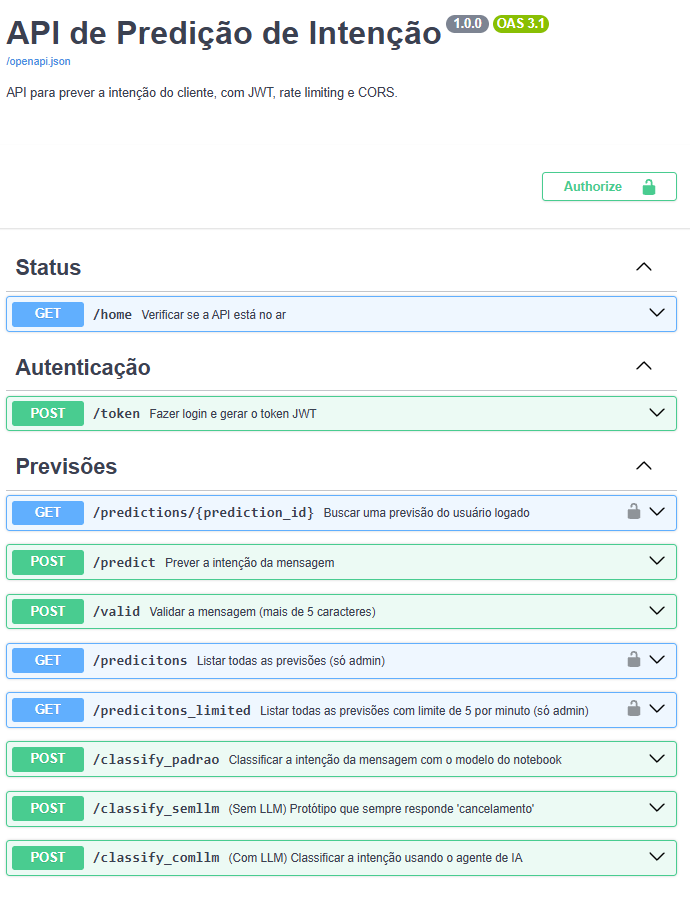 API de Predição de Intenção 1.0.0 OAS 3.1
/openapi.json
API para prever a intenção do cliente, com JWT, rate limiting e CORS.
Authorize
Status
GET /home Verificar se a API está no ar
Autenticação
POST /token Fazer login e gerar o token JWT
Previsões
GET /predictions/{prediction_id} Buscar uma previsão do usuário logado
POST /predict Prever a intenção da mensagem
POST /valid Validar a mensagem (mais de 5 caracteres)
GET /predicitons Listar todas as previsões (só admin)
GET /predicitons_limited Listar todas as previsões com limite de 5 por minuto (só admin)
POST /classify_padrao Classificar a intenção da mensagem com o modelo do notebook
POST /classify_semllm (Sem LLM) Protótipo que sempre responde 'cancelamento'
POST /classify_comllm (Com LLM) Classificar a intenção usando o agente de IA